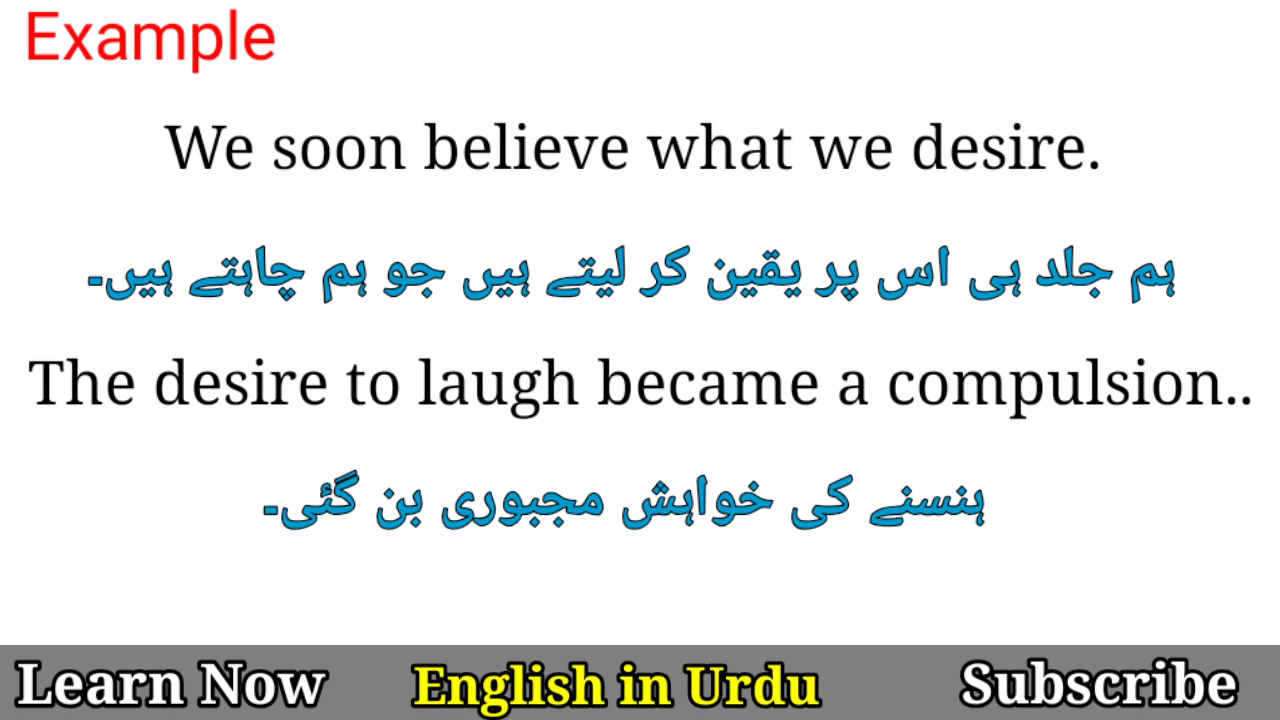 Example
We soon believe what we desire.
ہم جلد ہی اس پر یقین کر لیتے ہیں جو ہم چاہتے ہیں۔
The desire to laugh became a compulsion..
ہنسنے کی خواہش مجبوری بن گئی۔
Learn Now English in Urdu Subscribe